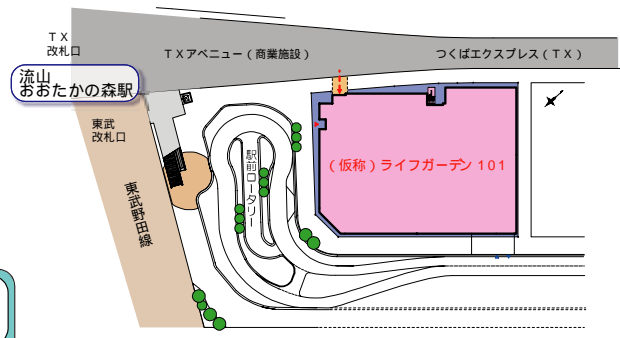 TX
改札口
TXアベニュー(商業施設)
つくばエクスプレス(TX)
流山
おおたかの森駅
東武
改札口
駅前ロータリー
(仮称)ライフガーデン101
東武野田線